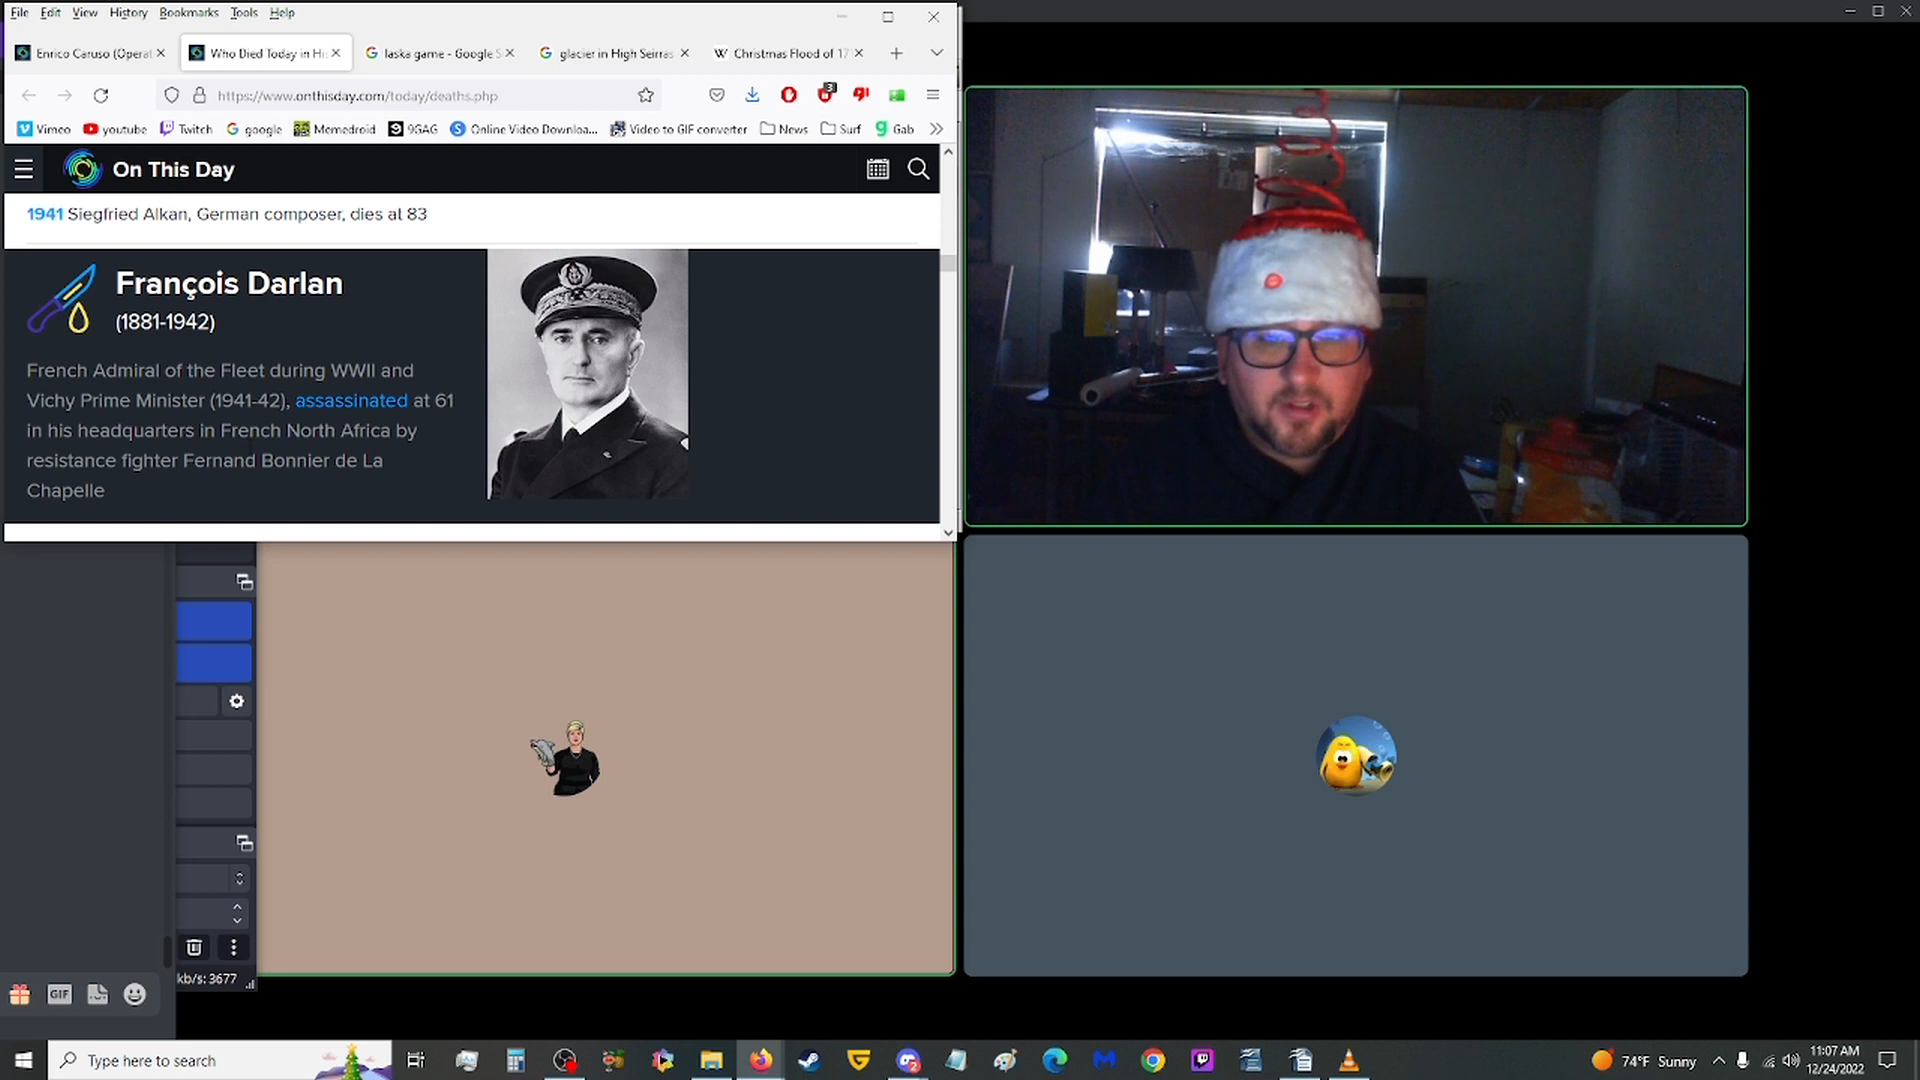 File Edit View History Bookmarks Tools Help
Enrico Caruso (Operat
Who Died Today in Hi
laska game - Google S
glacier in High Seirras
Christmas Flood of 17
https://www.onthisday.com/today/deaths.php
3
Vimeo youtube Twitch google Memedroid 9GAG Online Video Downloa... Video to GIF converter News Surf Gab
On This Day
1941 Siegfried Alkan, German composer, dies at 83
François Darlan
(1881-1942)
French Admiral of the Fleet during WWII and
Vichy Prime Minister (1941-42), assassinated at 61
in his headquarters in French North Africa by
resistance fighter Fernand Bonnier de La
Chapelle
kb/s: 3677
GIF
Type here to search
2
74°F Sunny
11:07 AM
12/24/2022